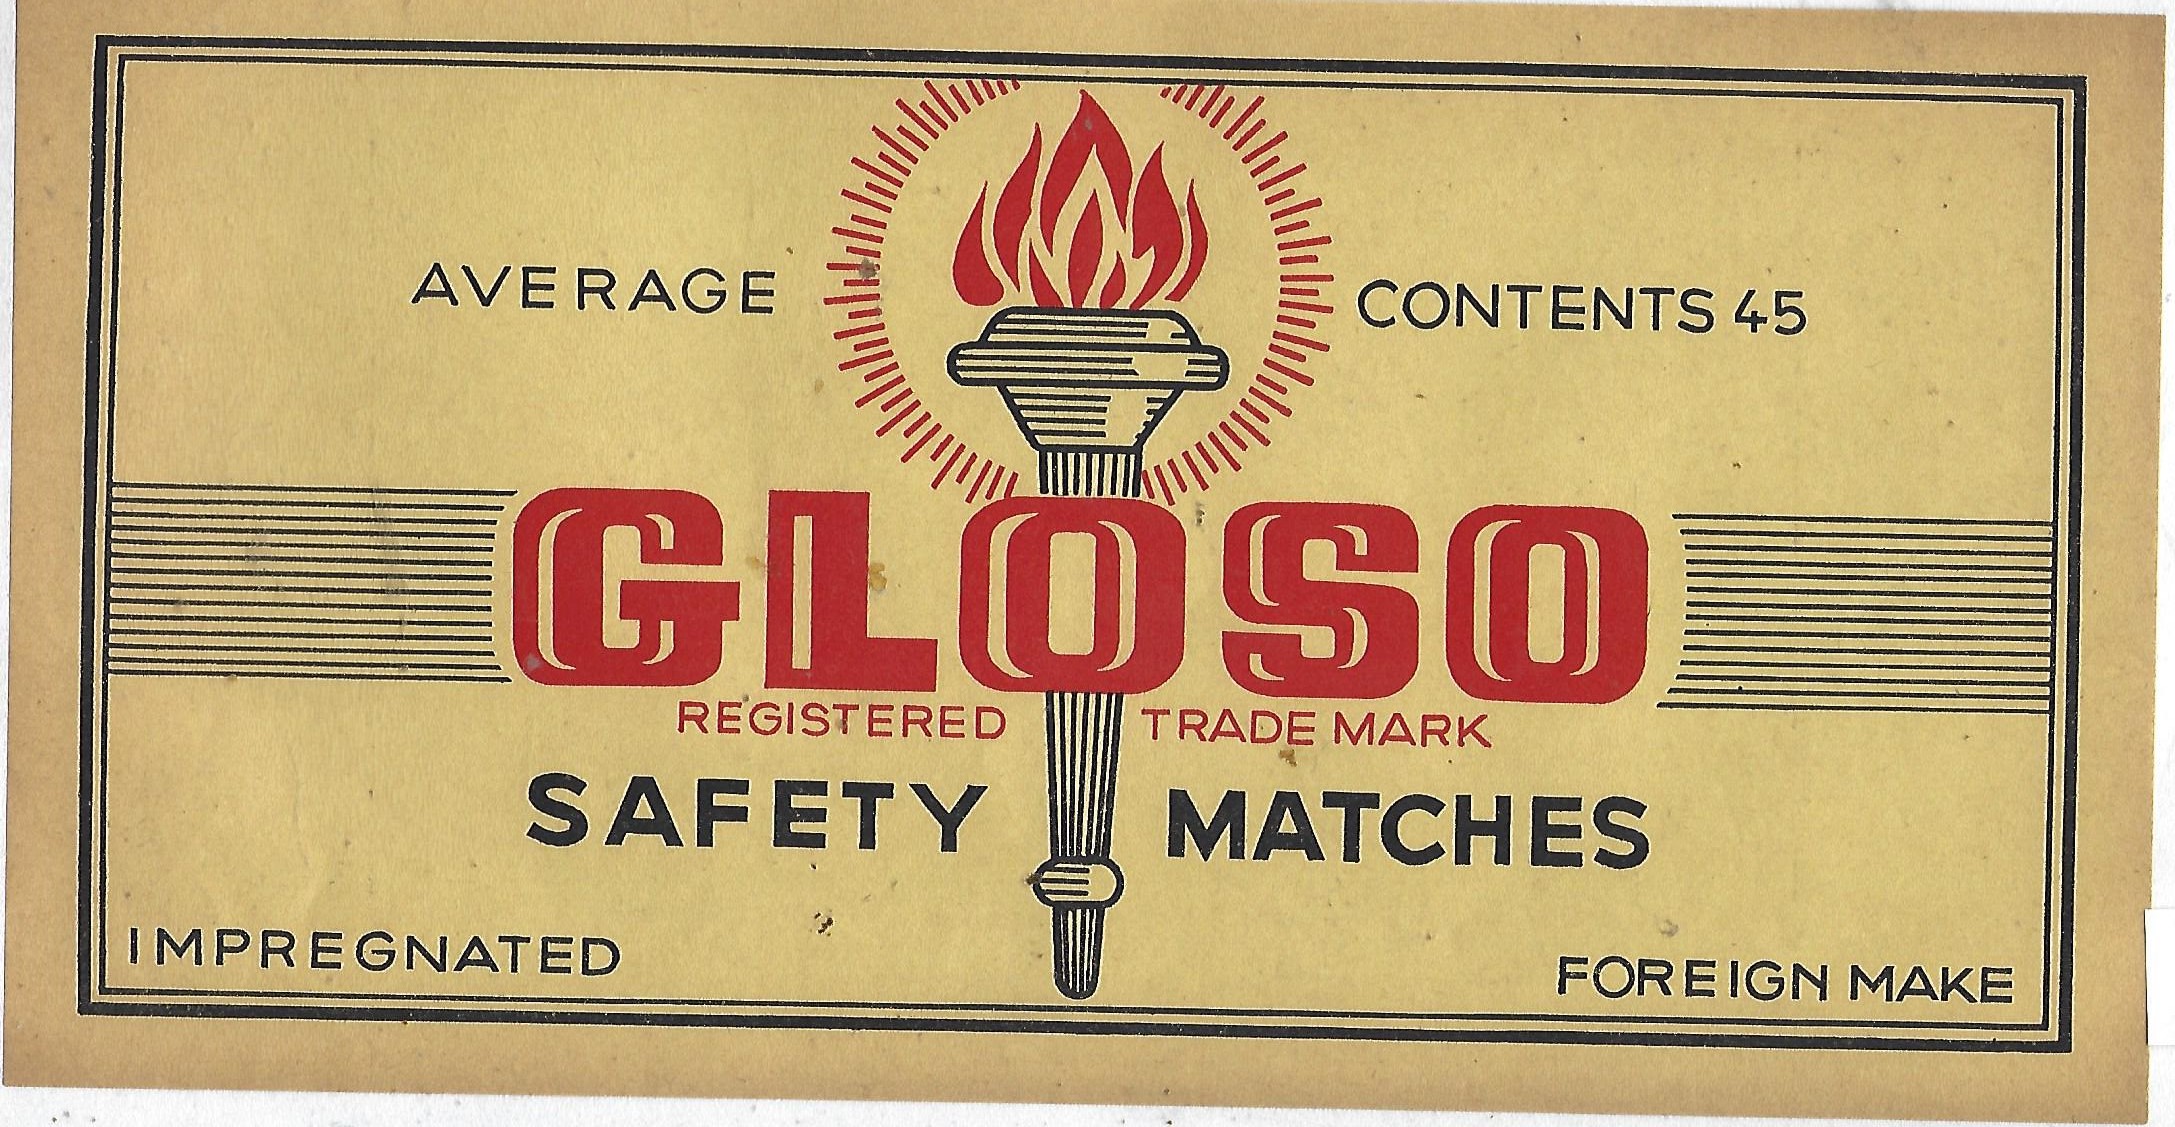 AVERAGE CONTENTS 45
GLOSO
REGISTERED TRADE MARK
SAFETY MATCHES
IMPREGNATED FOREIGN MAKE